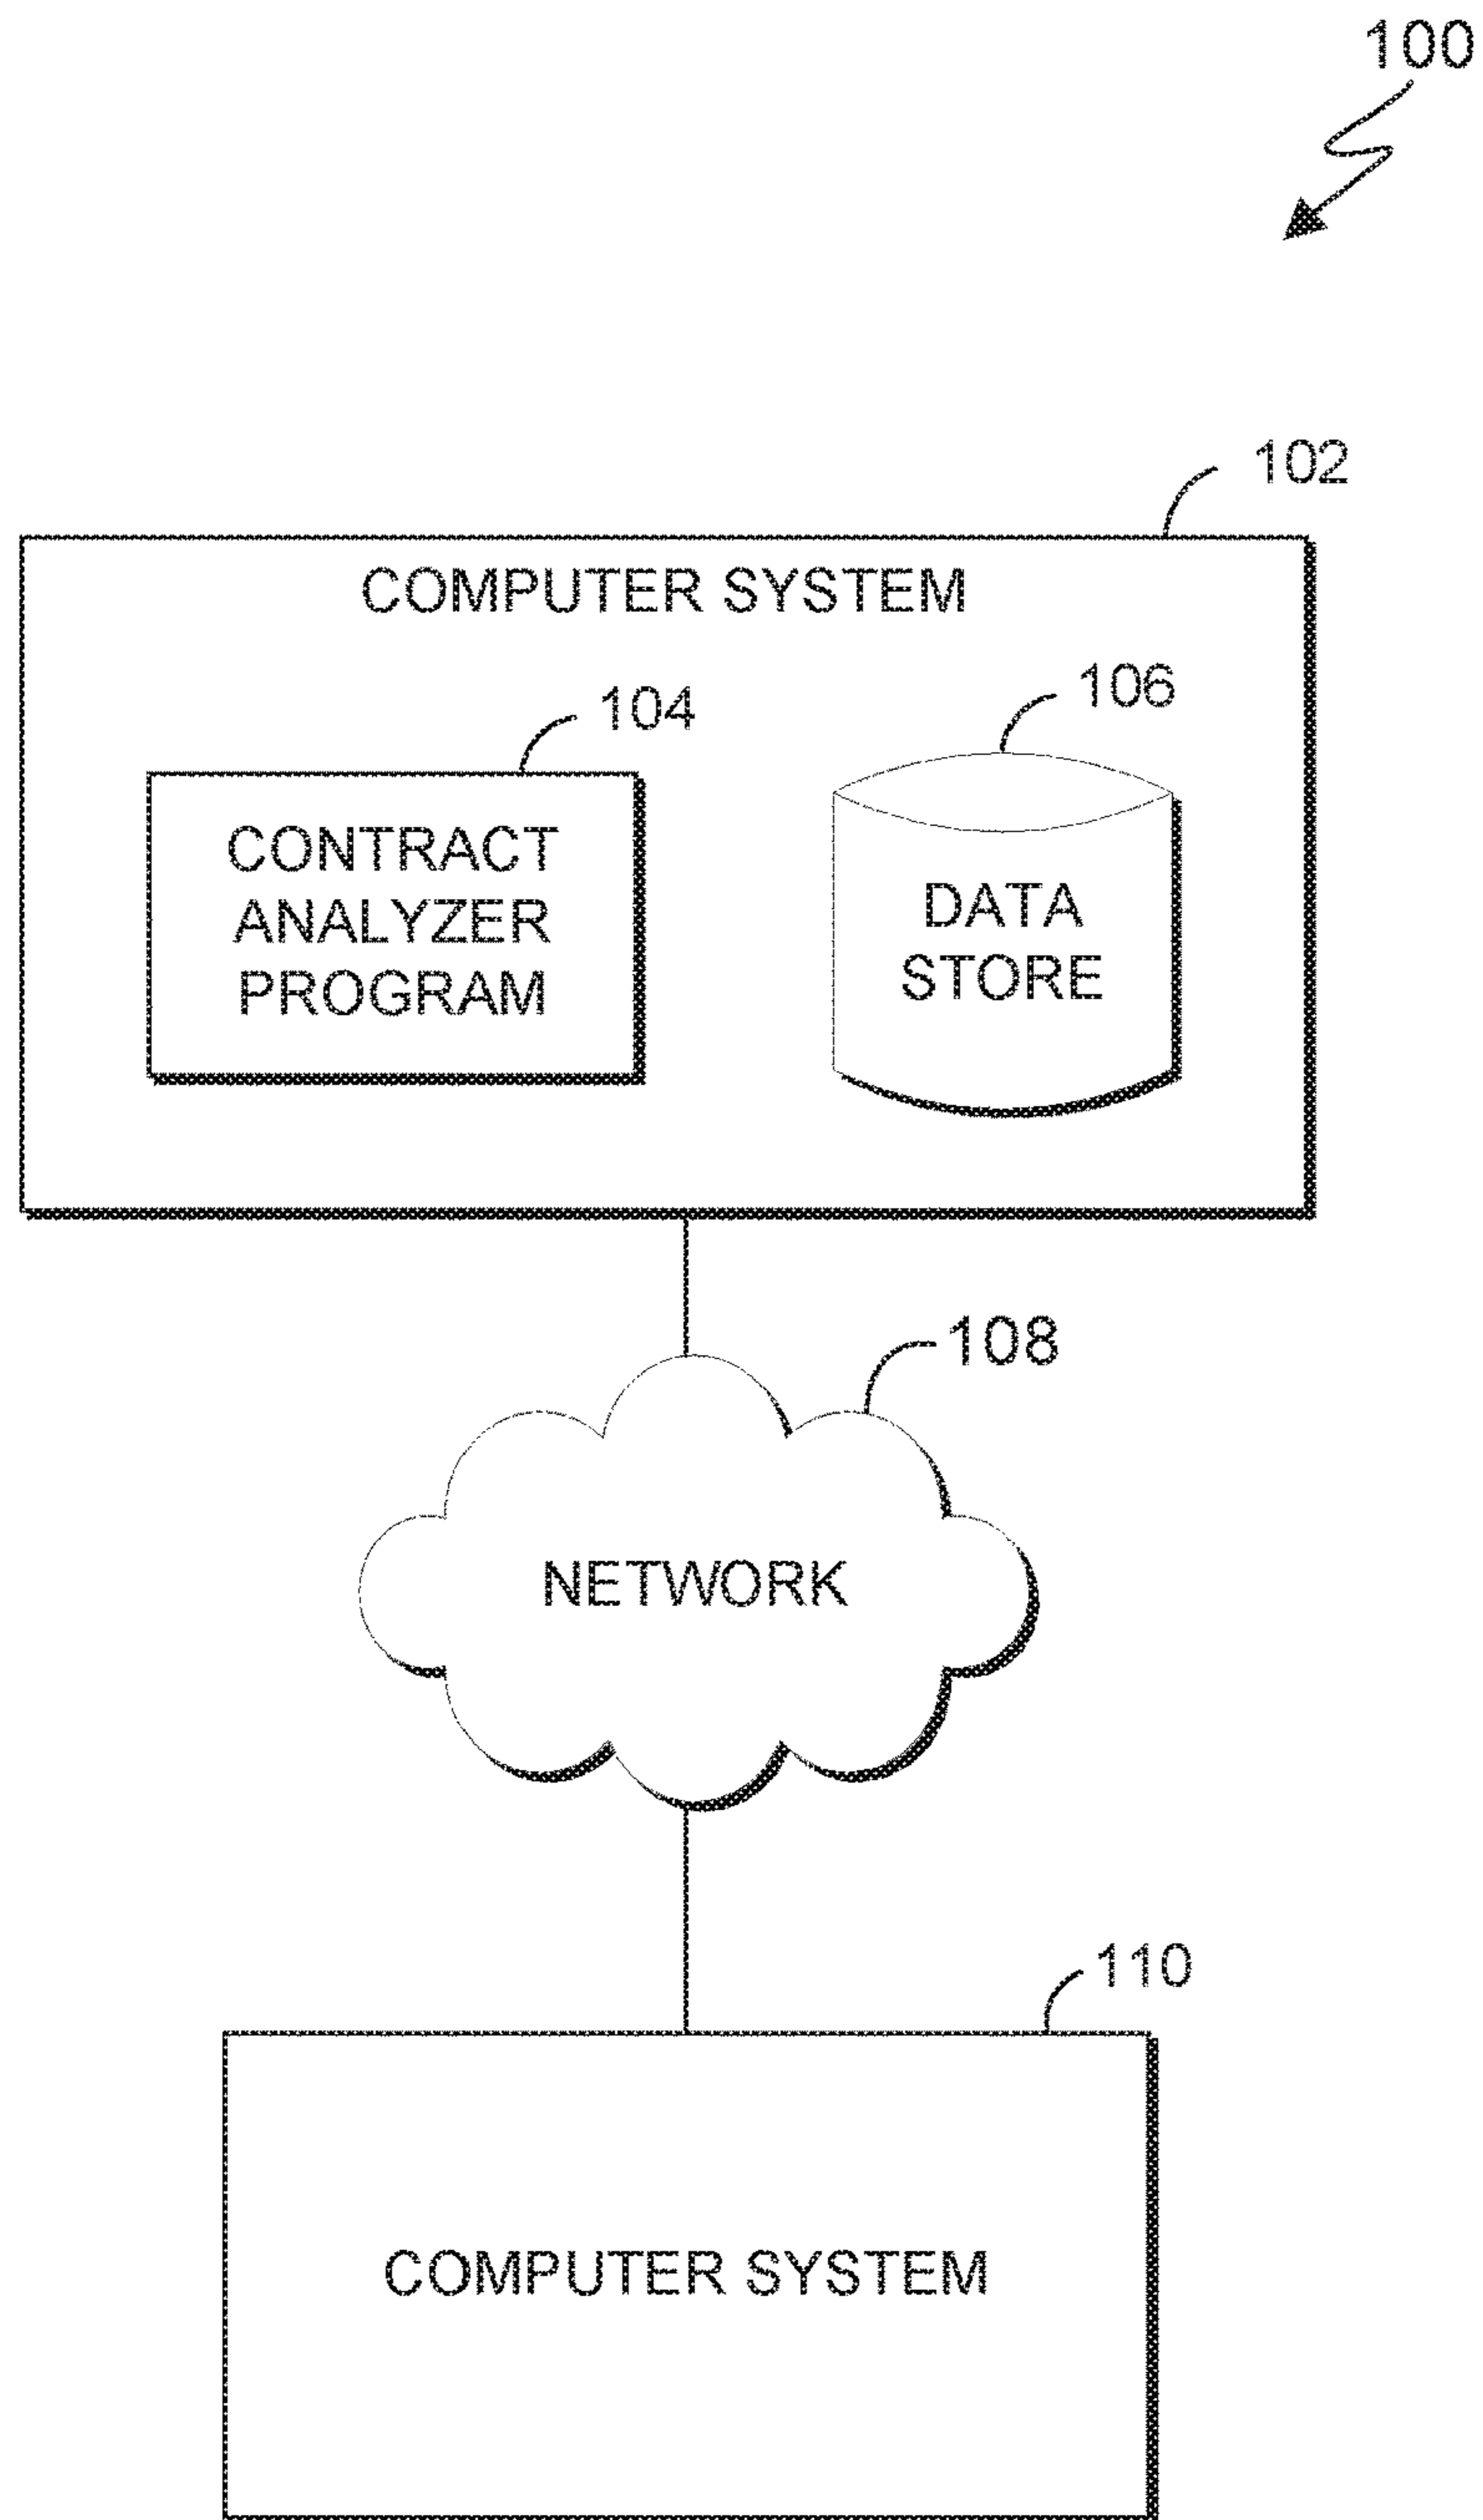 100
102
COMPUTER SYSTEM
104
106
CONTRACT
ANALYZER
PROGRAM
DATA
STORE
108
NETWORK
110
COMPUTER SYSTEM